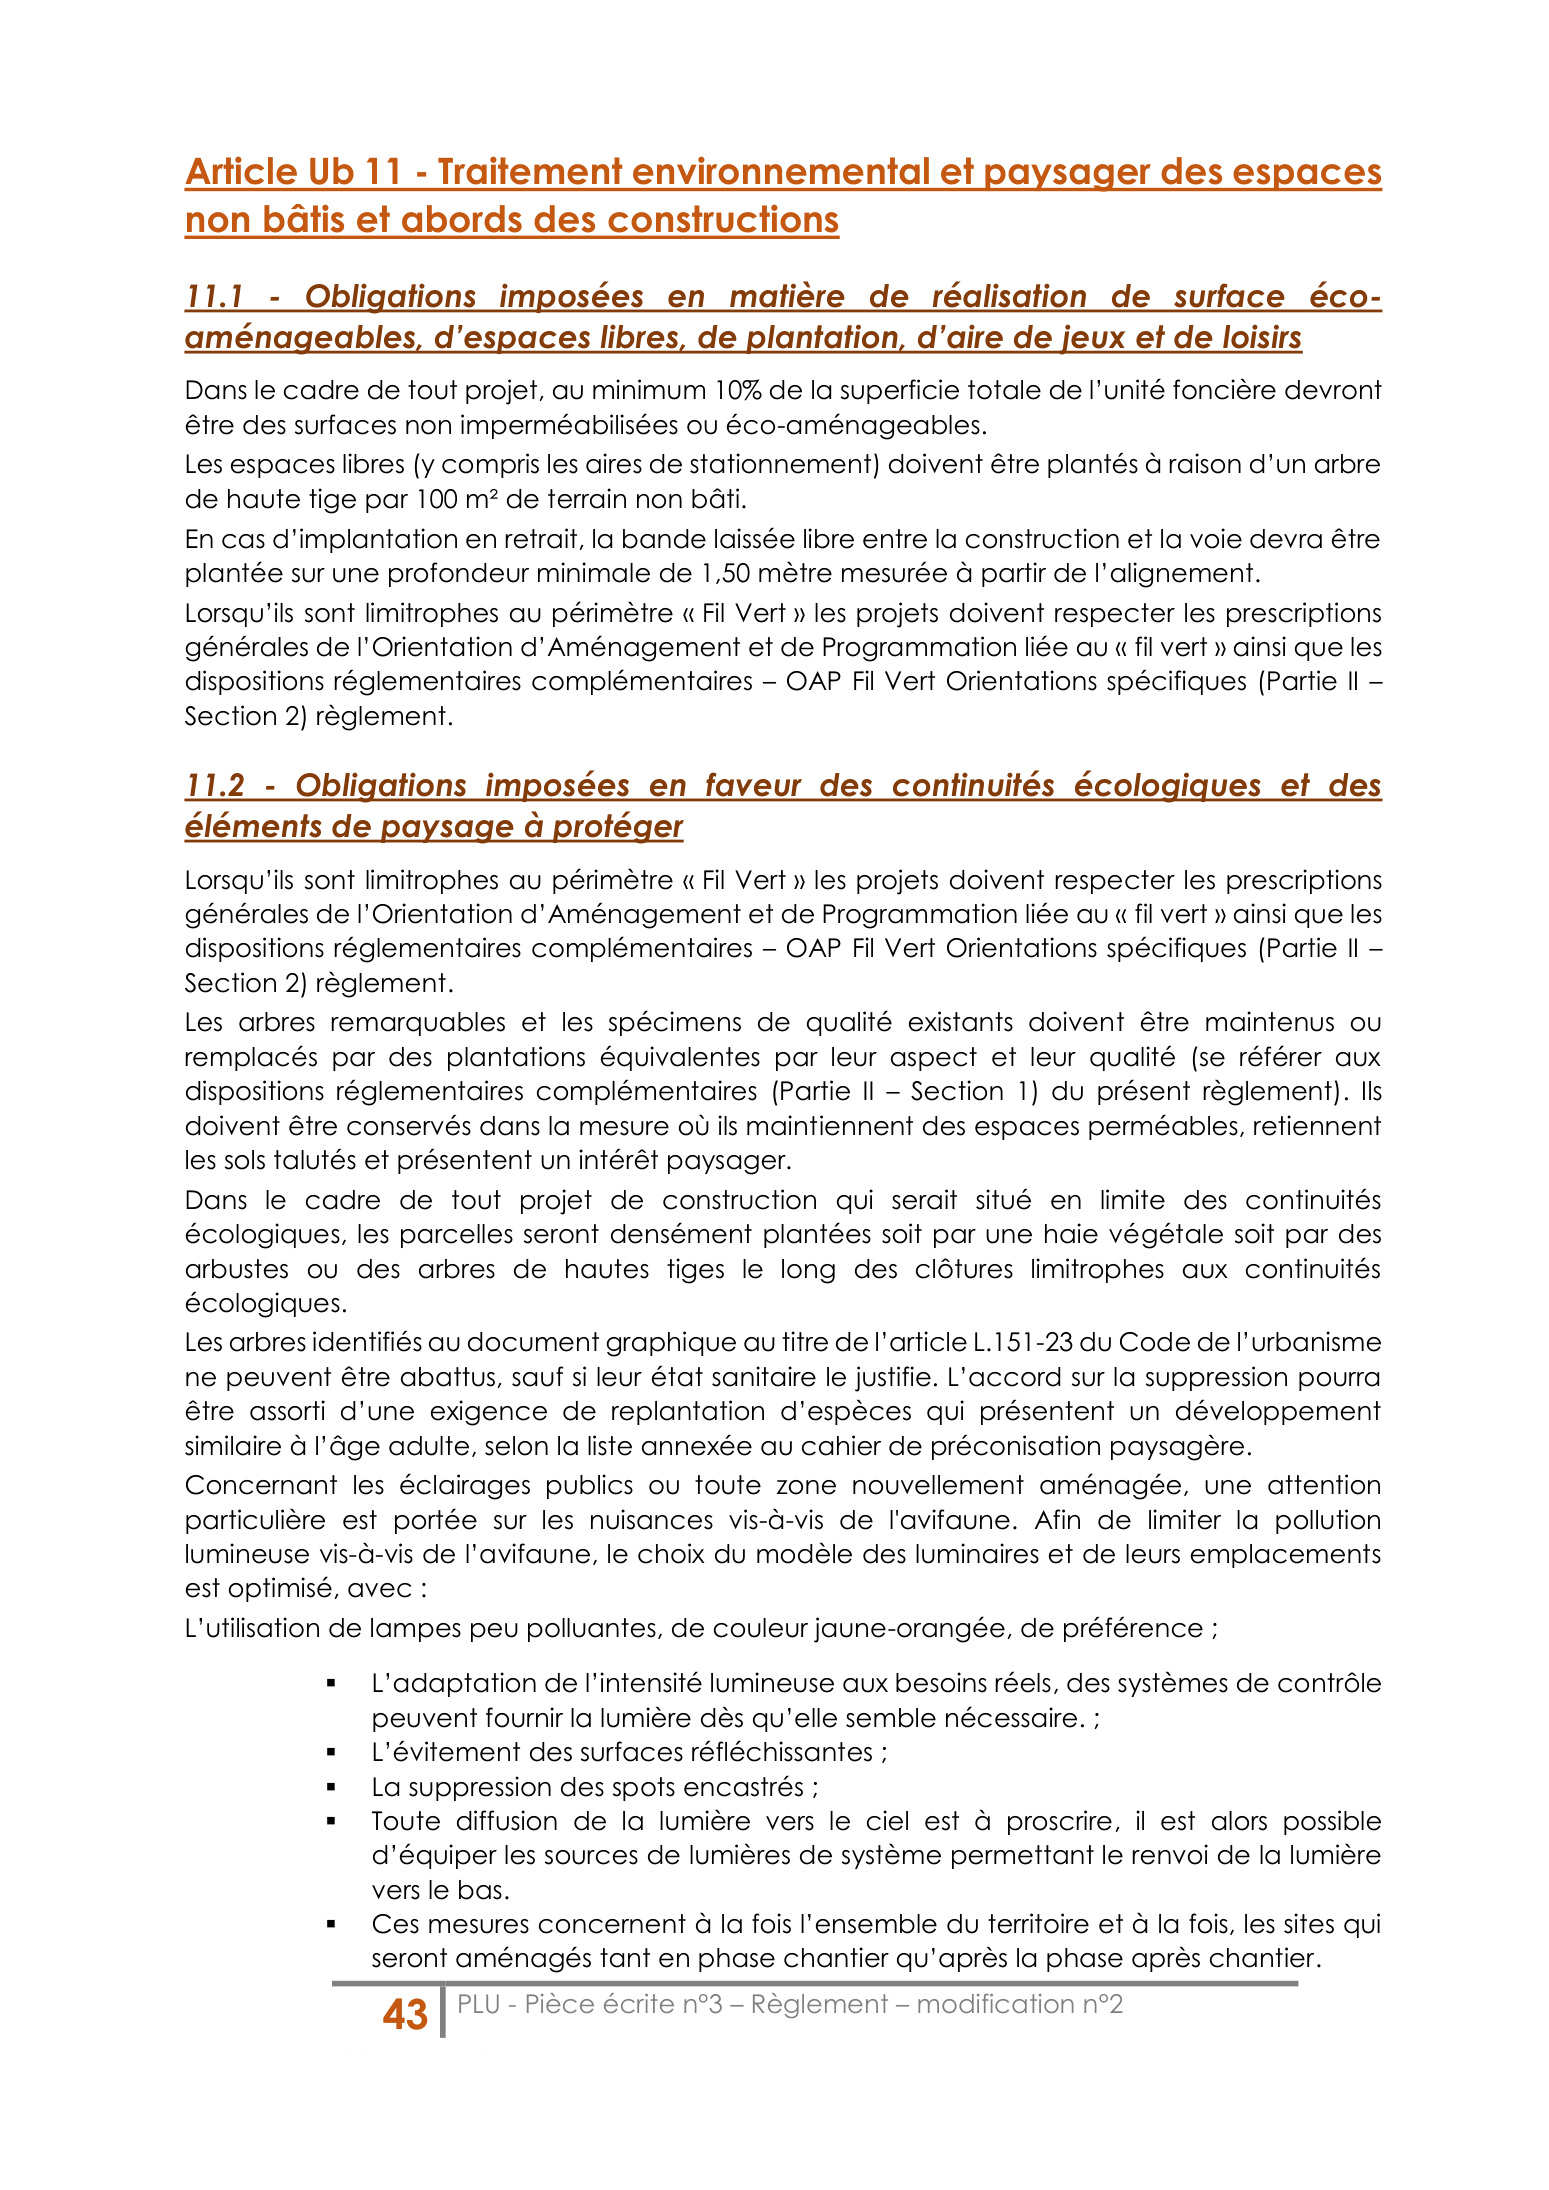 Article Ub 11 - Traitement environnemental et paysager des espaces
non bâtis et abords des constructions
11.1 - Obligations imposées en matière de réalisation de surface éco-
aménageables, d’espaces libres, de plantation, d’aire de jeux et de loisirs
Dans le cadre de tout projet, au minimum 10% de la superficie totale de l’unité foncière devront
être des surfaces non imperméabilisées ou éco-aménageables.
Les espaces libres (y compris les aires de stationnement) doivent être plantés à raison d’un arbre
de haute tige par 100 m² de terrain non bâti.
En cas d’implantation en retrait, la bande laissée libre entre la construction et la voie devra être
plantée sur une profondeur minimale de 1,50 mètre mesurée à partir de l’alignement.
Lorsqu’ils sont limitrophes au périmètre « Fil Vert » les projets doivent respecter les prescriptions
générales de l’Orientation d’Aménagement et de Programmation liée au « fil vert » ainsi que les
dispositions réglementaires complémentaires – OAP Fil Vert Orientations spécifiques (Partie II –
Section 2) règlement.
11.2 - Obligations imposées en faveur des continuités écologiques et des
éléments de paysage à protéger
Lorsqu’ils sont limitrophes au périmètre « Fil Vert » les projets doivent respecter les prescriptions
générales de l’Orientation d’Aménagement et de Programmation liée au « fil vert » ainsi que les
dispositions réglementaires complémentaires – OAP Fil Vert Orientations spécifiques (Partie II –
Section 2) règlement.
Les arbres remarquables et les spécimens de qualité existants doivent être maintenus ou
remplacés par des plantations équivalentes par leur aspect et leur qualité (se référer aux
dispositions réglementaires complémentaires (Partie II – Section 1) du présent règlement). Ils
doivent être conservés dans la mesure où ils maintiennent des espaces perméables, retiennent
les sols talutés et présentent un intérêt paysager.
Dans le cadre de tout projet de construction qui serait situé en limite des continuités
écologiques, les parcelles seront densément plantées soit par une haie végétale soit par des
arbustes ou des arbres de hautes tiges le long des clôtures limitrophes aux continuités
écologiques.
Les arbres identifiés au document graphique au titre de l’article L.151-23 du Code de l’urbanisme
ne peuvent être abattus, sauf si leur état sanitaire le justifie. L’accord sur la suppression pourra
être assorti d’une exigence de replantation d’espèces qui présentent un développement
similaire à l’âge adulte, selon la liste annexée au cahier de préconisation paysagère.
Concernant les éclairages publics ou toute zone nouvellement aménagée, une attention
particulière est portée sur les nuisances vis-à-vis de l'avifaune. Afin de limiter la pollution
lumineuse vis-à-vis de l’avifaune, le choix du modèle des luminaires et de leurs emplacements
est optimisé, avec :
L’utilisation de lampes peu polluantes, de couleur jaune-orangée, de préférence ;
▪ L’adaptation de l’intensité lumineuse aux besoins réels, des systèmes de contrôle
peuvent fournir la lumière dès qu’elle semble nécessaire. ;
▪ L’évitement des surfaces réfléchissantes ;
▪ La suppression des spots encastrés ;
▪ Toute diffusion de la lumière vers le ciel est à proscrire, il est alors possible
d’équiper les sources de lumières de système permettant le renvoi de la lumière
vers le bas.
▪ Ces mesures concernent à la fois l’ensemble du territoire et à la fois, les sites qui
seront aménagés tant en phase chantier qu’après la phase après chantier.
43 PLU - Pièce écrite n°3 – Règlement – modification n°2